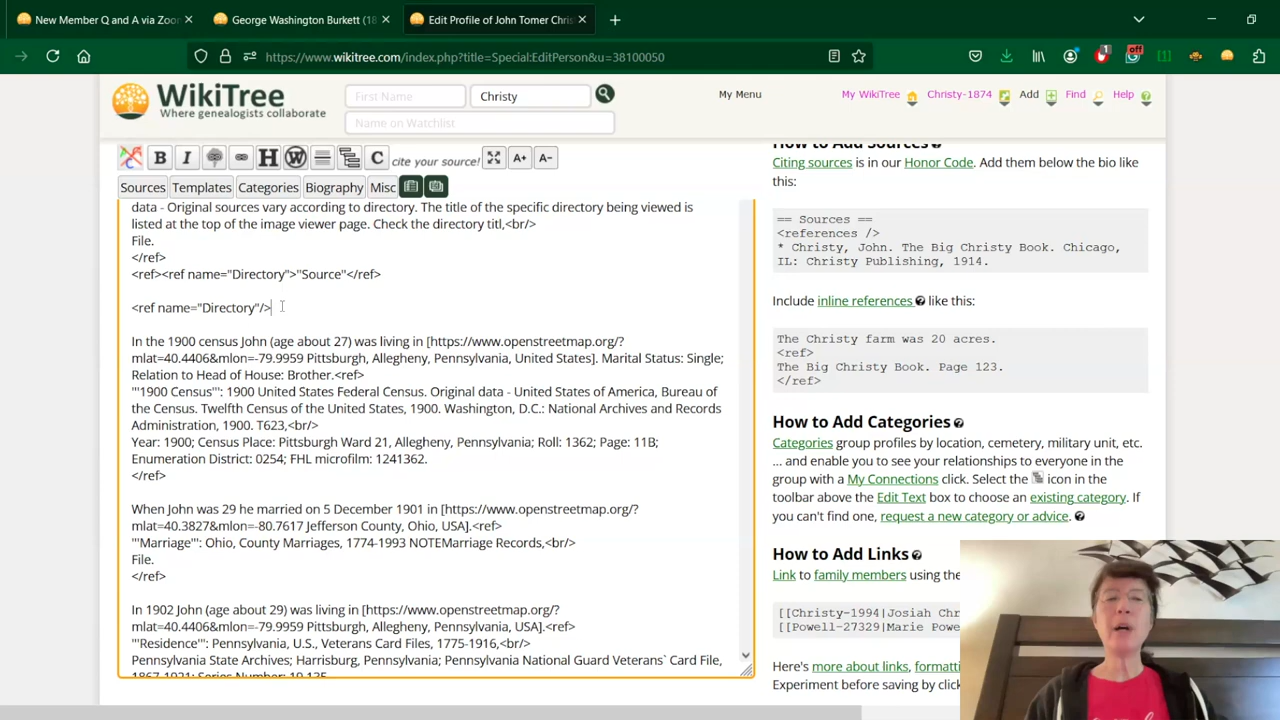 New Member Q and A via Zoo
George Washington Burkett (18
Edit Profile of John Tomer Chris
https://www.wikitree.com/index.php?title=Special:EditPerson&u=38100050
1
off
[1]
WikiTree
Where genealogists collaborate
First Name
Christy
Name on Watchlist
My Menu
My WikiTree
Christy-1874
Add
Find
Help
B I H W C cite your source! A+ A-
Sources Templates Categories Biography Misc
data - Original sources vary according to directory. The title of the specific directory being viewed is
listed at the top of the image viewer page. Check the directory titl,<br/>
File.
</ref>
<ref><ref name="Directory">"Source"</ref>
<ref name="Directory"/>
In the 1900 census John (age about 27) was living in [https://www.openstreetmap.org/?
mlat=40.4406&mlon=-79.9959 Pittsburgh, Allegheny, Pennsylvania, United States]. Marital Status: Single;
Relation to Head of House: Brother.<ref>
'''1900 Census''': 1900 United States Federal Census. Original data - United States of America, Bureau of
the Census. Twelfth Census of the United States, 1900. Washington, D.C.: National Archives and Records
Administration, 1900. T623,<br/>
Year: 1900; Census Place: Pittsburgh Ward 21, Allegheny, Pennsylvania; Roll: 1362; Page: 11B;
Enumeration District: 0254; FHL microfilm: 1241362.
</ref>
When John was 29 he married on 5 December 1901 in [https://www.openstreetmap.org/?
mlat=40.3827&mlon=-80.7617 Jefferson County, Ohio, USA].<ref>
'''Marriage''': Ohio, County Marriages, 1774-1993 NOTEMarriage Records,<br/>
File.
</ref>
In 1902 John (age about 29) was living in [https://www.openstreetmap.org/?
mlat=40.4406&mlon=-79.9959 Pittsburgh, Allegheny, Pennsylvania, USA].<ref>
'''Residence''': Pennsylvania, U.S., Veterans Card Files, 1775-1916,<br/>
Pennsylvania State Archives; Harrisburg, Pennsylvania; Pennsylvania National Guard Veterans` Card File,
1867-1921; Series Number: 19.135
How to Add Sources
Citing sources is in our Honor Code. Add them below the bio like
this:
== Sources ==
<references />
* Christy, John. The Big Christy Book. Chicago,
IL: Christy Publishing, 1914.
Include inline references like this:
The Christy farm was 20 acres.
<ref>
The Big Christy Book. Page 123.
</ref>
How to Add Categories
Categories group profiles by location, cemetery, military unit, etc.
... and enable you to see your relationships to everyone in the
group with a My Connections click. Select the icon in the
toolbar above the Edit Text box to choose an existing category. If
you can't find one, request a new category or advice.
How to Add Links
Link to family members using the
[[Christy-1994|Josiah Chr
[[Powell-27329|Marie Powe
Here's more about links, formatti
Experiment before saving by click